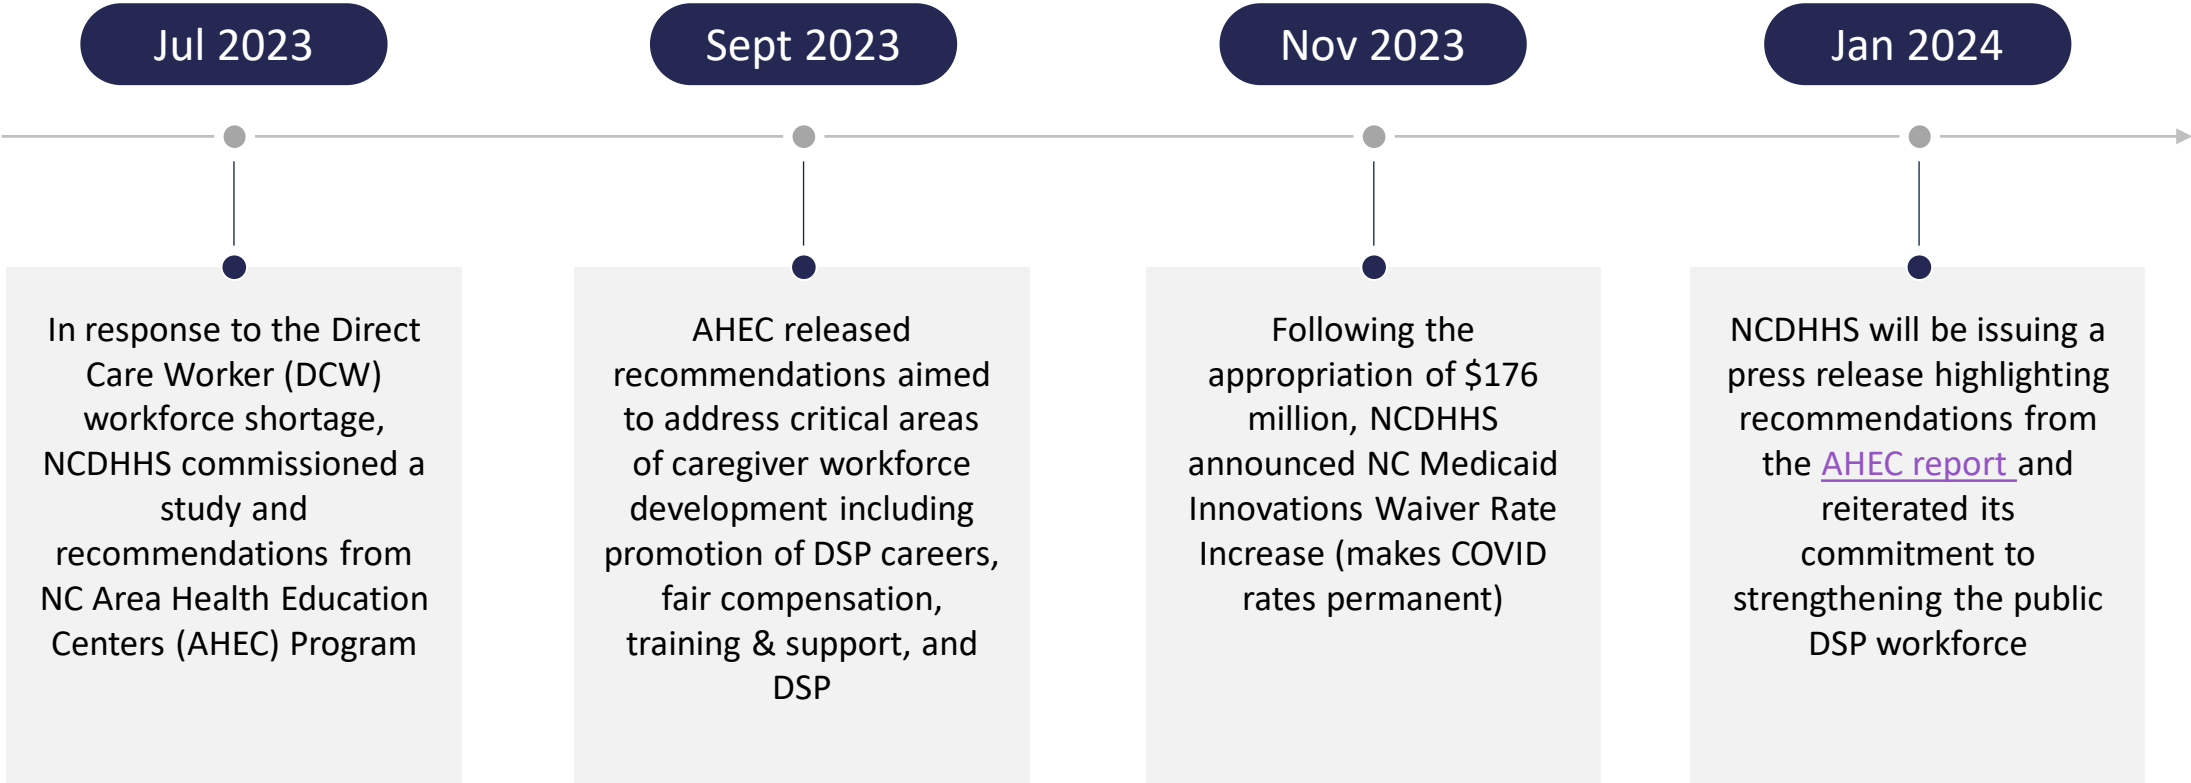 Jul 2023
Sept 2023
Nov 2023
Jan 2024
In response to the Direct
Care Worker (DCW)
workforce shortage,
NCDHHS commissioned a
study and
recommendations from
NC Area Health Education
Centers (AHEC) Program
AHEC released
recommendations aimed
to address critical areas
of caregiver workforce
development including
promotion of DSP careers,
fair compensation,
training & support, and
DSP
Following the
appropriation of $176
million, NCDHHS
announced NC Medicaid
Innovations Waiver Rate
Increase (makes COVID
rates permanent)
NCDHHS will be issuing a
press release highlighting
recommendations from
the AHEC report and
reiterated its
commitment to
strengthening the public
DSP workforce